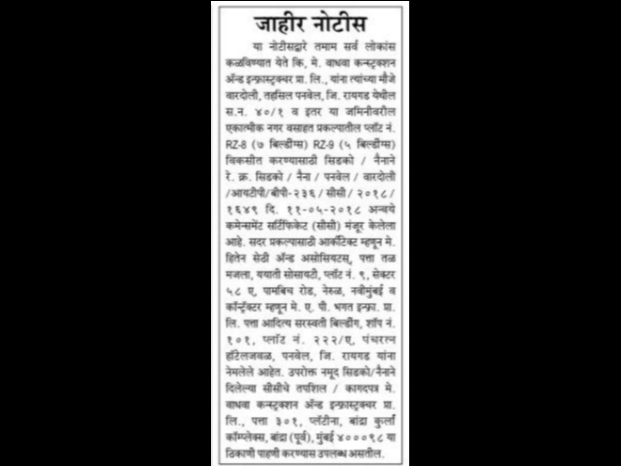 जाहीर नोटीस
या नोटीसद्वारे तमाम सर्व लोकांस
कळविण्यात येते कि, मे. वाधवा कन्स्ट्रक्शन
ॲन्ड इन्फ्रास्ट्रक्चर प्रा. लि., यांना त्यांच्या मौजे
वारदोली, तहसिल पनवेल, जि. रायगड येथील
स.न. ४०/१ व इतर या जमिनीवरील
एकात्मीक नगर वसाहत प्रकल्पातील प्लॉट नं.
RZ-8 (७ बिल्डींग्स) RZ-9 (५ बिल्डींग्स)
विकसीत करण्यासाठी सिडको / नैनाने
रे. क्र. सिडको / नैना / पनवेल / वारदोली
/आयटीपी/बीपी-२३६ / सीसी / २०१८/
१६४९ दि. ११-०५-२०१८ अन्वये
कमेन्समेंट सर्टिफिकेट (सीसी) मंजूर केलेला
आहे. सदर प्रकल्पासाठी आर्कीटेक्ट म्हणून मे.
हितेन सेठी ॲन्ड असोसियटस्, पत्ता तळ
मजला, ययाती सोसायटी, प्लॉट नं. ९, सेक्टर
५८ ए, पामबिच रोड, नेरुळ, नवीमुंबई व
कॉन्ट्रॅक्टर म्हणून मे. ए. पी. भगत इन्फ्रा. प्रा.
लि. पत्ता आदित्य सरस्वती बिल्डींग, शॉप नं.
१०१, प्लॉट नं. २२२/ए, पंचरत्न
हॉटेलजवळ, पनवेल, जि. रायगड यांना
नेमलेले आहेत. उपरोक्त नमूद सिडको/नैनाने
दिलेल्या सीसीचे तपशिल / कागदपत्र मे.
वाधवा कन्स्ट्रक्शन ॲन्ड इन्फ्रास्ट्रक्चर प्रा.
लि., पत्ता ३०१, प्लॅटीना, बांद्रा कुर्ला
कॉम्प्लेक्स, बांद्रा (पूर्व), मुंबई ४०००९८ या
ठिकाणी पाहणी करण्यास उपलब्ध असतील.